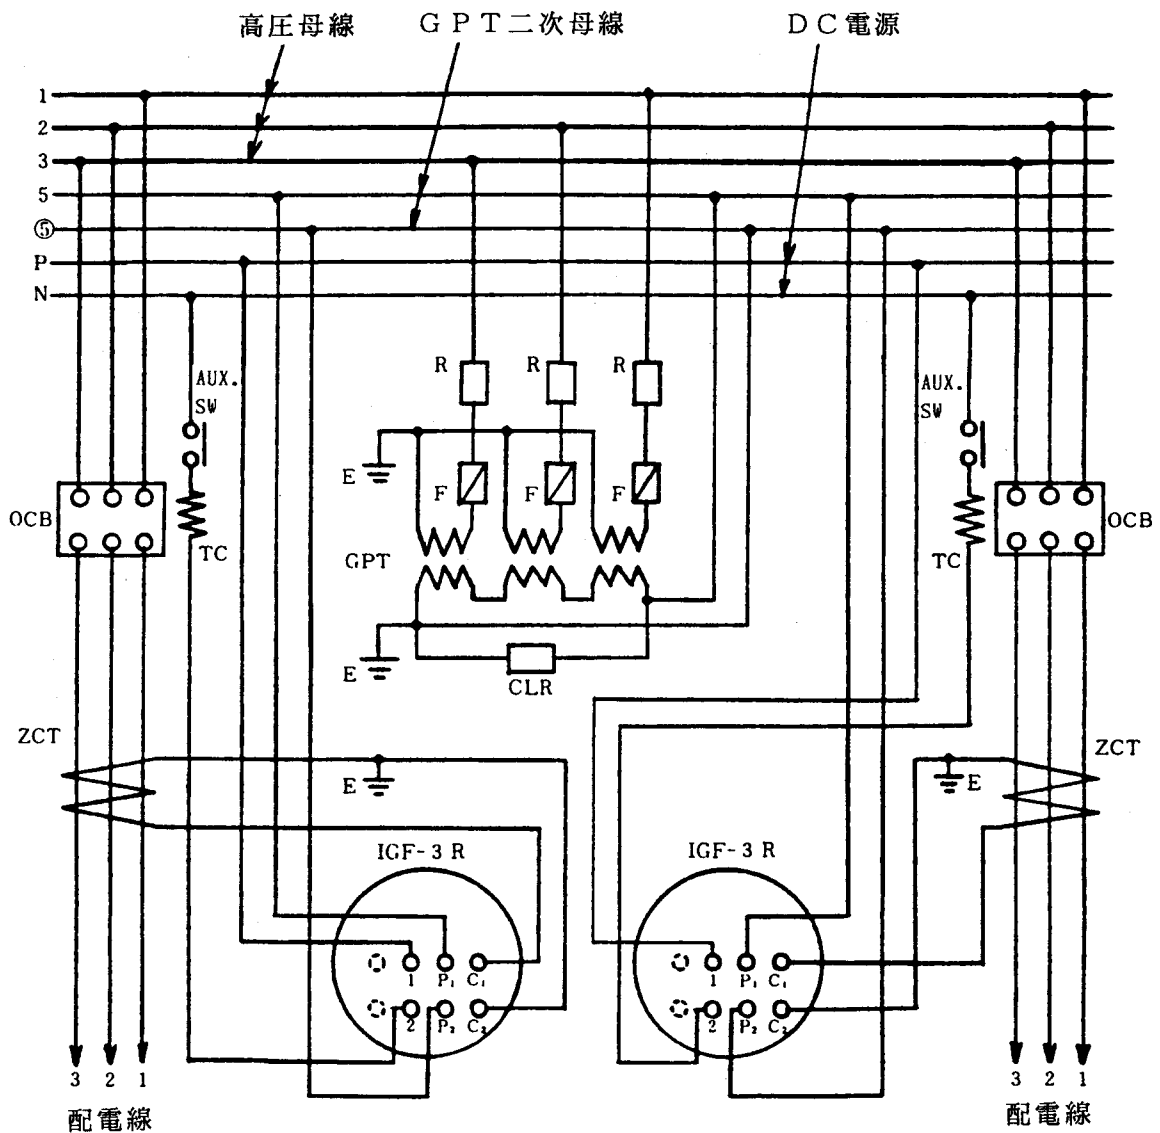 高圧母線
GPT二次母線
DC電源
1
2
3
5
⑤
P
N
R
R
R
AUX.
SW
AUX.
SW
E
F
F
F
OCB
OCB
TC
TC
GPT
E
CLR
ZCT
ZCT
E
E
IGF-3R
IGF-3R
1 P₁ C₁
1 P₁ C₁
2 P₂ C₂
2 P₂ C₂
3 2 1
3 2 1
配電線
配電線